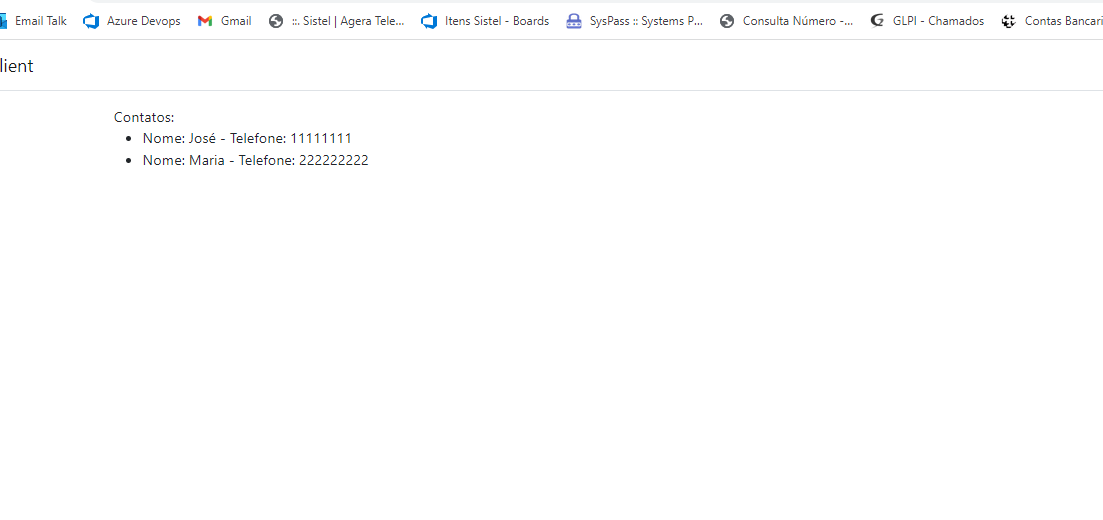 Email Talk Azure Devops Gmail ::. Sistel | Agera Tele... Itens Sistel - Boards SysPass :: Systems P... Consulta Número -... GLPI - Chamados Contas Bancari
lient
Contatos:
• Nome: José - Telefone: 11111111
• Nome: Maria - Telefone: 222222222